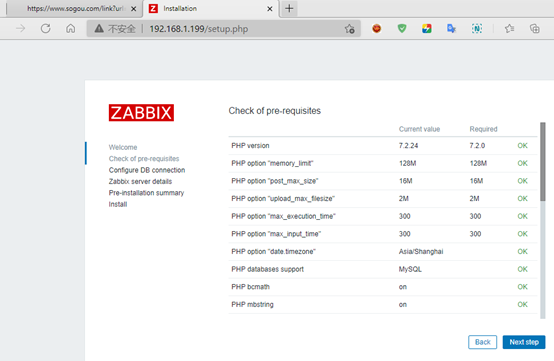 https://www.sogou.com/link?url
Installation
不安全 | 192.168.1.199/setup.php
ZABBIX
Welcome
Check of pre-requisites
Configure DB connection
Zabbix server details
Pre-installation summary
Install
Check of pre-requisites
Current value Required
PHP version 7.2.24 7.2.0 OK
PHP option "memory_limit" 128M 128M OK
PHP option "post_max_size" 16M 16M OK
PHP option "upload_max_filesize" 2M 2M OK
PHP option "max_execution_time" 300 300 OK
PHP option "max_input_time" 300 300 OK
PHP option "date.timezone" Asia/Shanghai OK
PHP databases support MySQL OK
PHP bcmath on OK
PHP mbstring on OK
Back Next step